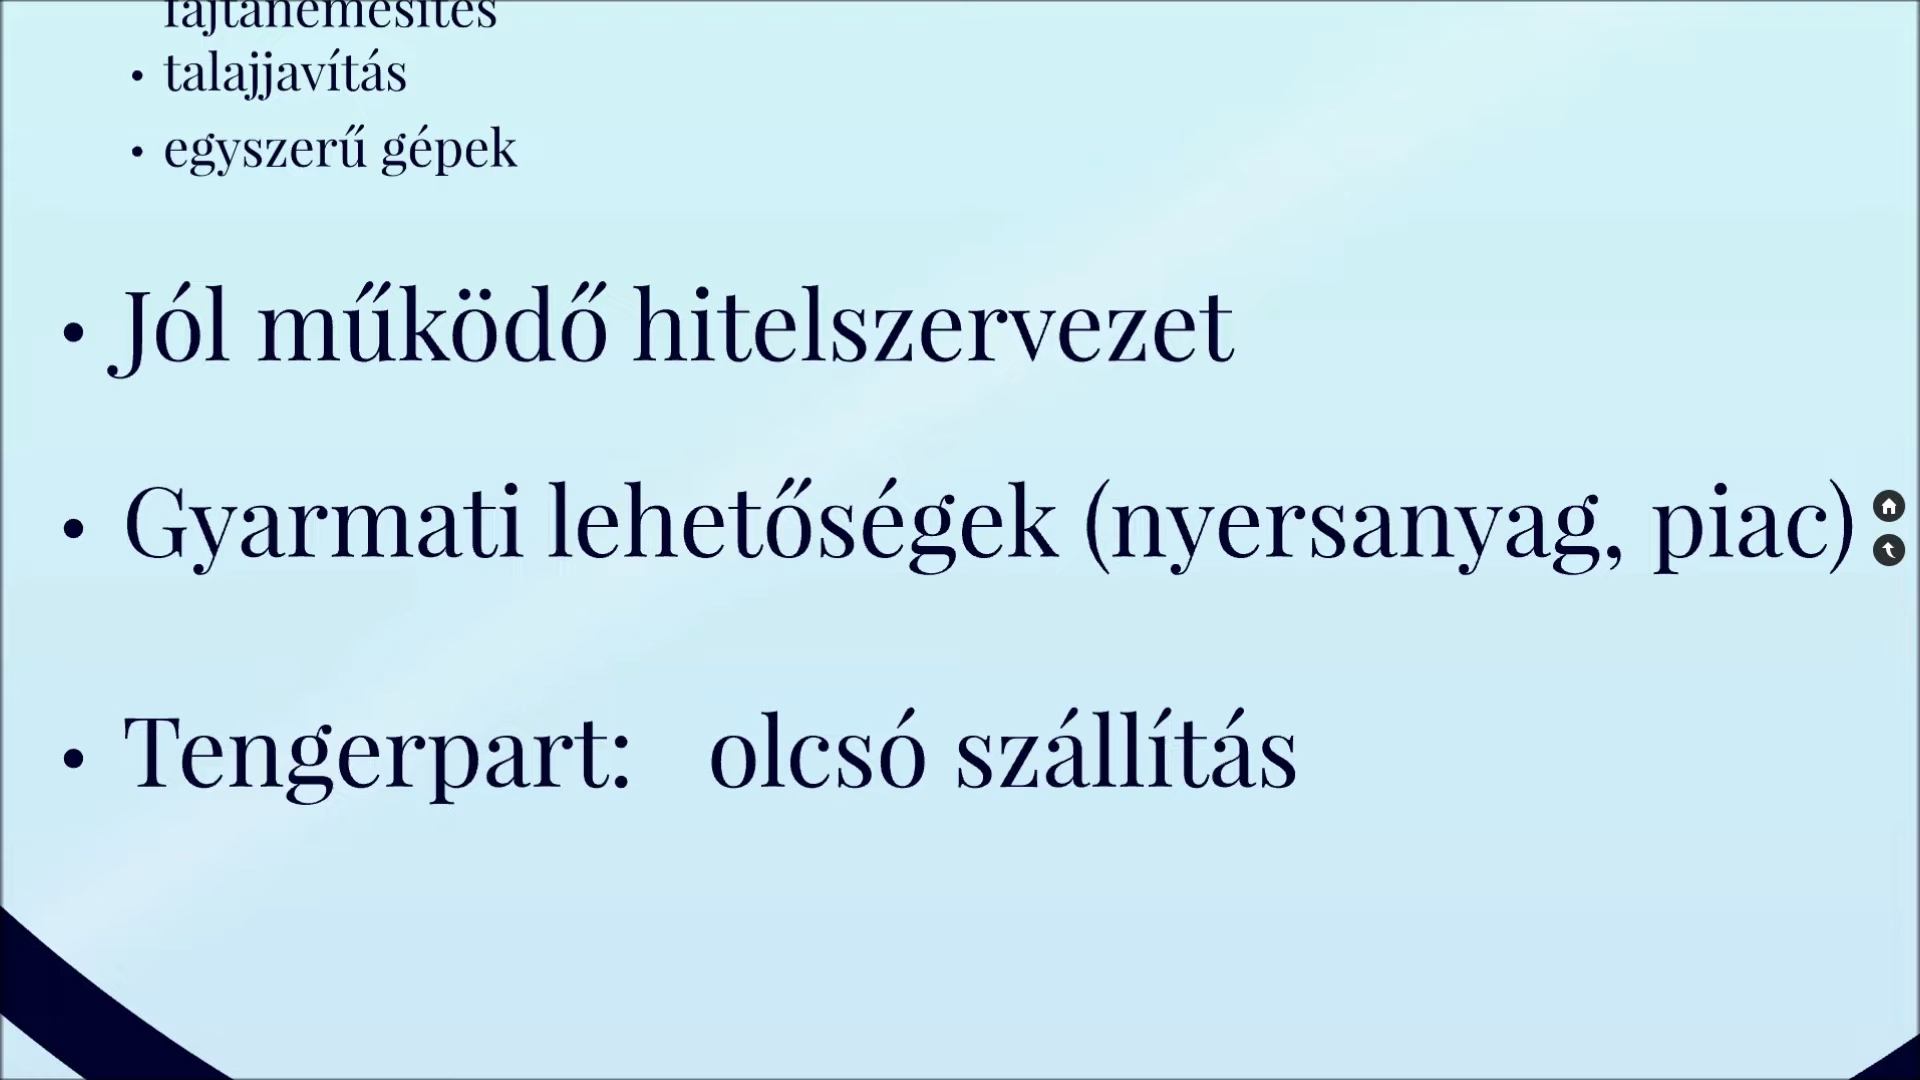 fajtanemesítés
• talajjavítás
• egyszerű gépek
• Jól működő hitelszervezet
• Gyarmati lehetőségek (nyersanyag, piac)
• Tengerpart: olcsó szállítás